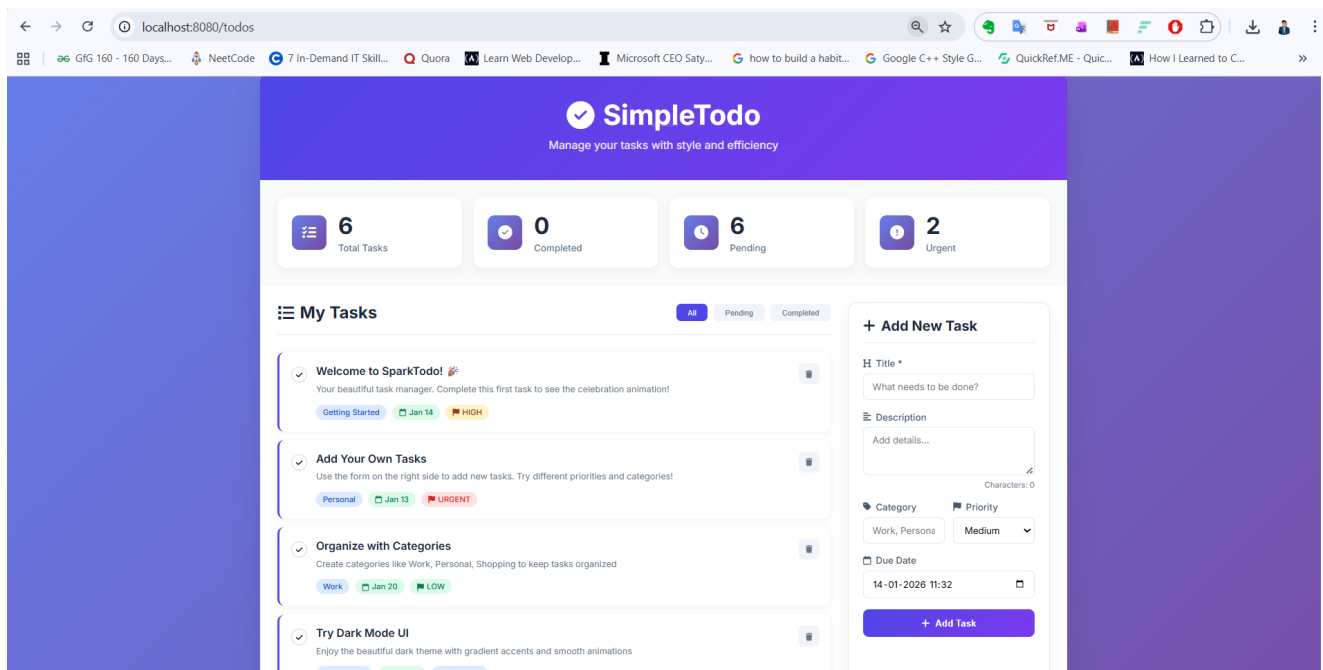 localhost:8080/todos
GfG 160 - 160 Days...
NeetCode
7 In-Demand IT Skill...
Quora
Learn Web Develop...
Microsoft CEO Saty...
how to build a habit...
Google C++ Style G...
QuickRef.ME - Quic...
How I Learned to C...
»
SimpleTodo
Manage your tasks with style and efficiency
6
Total Tasks
0
Completed
6
Pending
2
Urgent
My Tasks
All
Pending
Completed
Welcome to SparkTodo! 🎉
Your beautiful task manager. Complete this first task to see the celebration animation!
Getting Started
Jan 14
HIGH
Add Your Own Tasks
Use the form on the right side to add new tasks. Try different priorities and categories!
Personal
Jan 13
URGENT
Organize with Categories
Create categories like Work, Personal, Shopping to keep tasks organized
Work
Jan 20
LOW
Try Dark Mode UI
Enjoy the beautiful dark theme with gradient accents and smooth animations
+ Add New Task
Title *
What needs to be done?
Description
Add details...
Characters: 0
Category
Priority
Work, Persona
Medium
Due Date
14-01-2026 11:32
+ Add Task